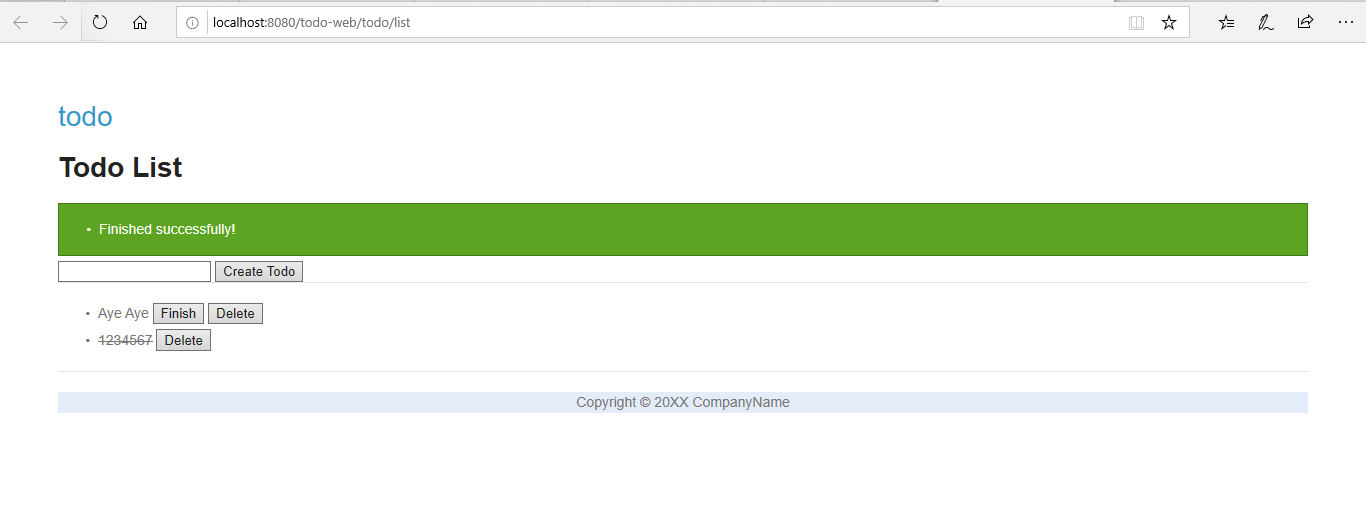 localhost:8080/todo-web/todo/list
todo
Todo List
• Finished successfully!
Create Todo
• Aye Aye Finish Delete
• 1234567 Delete
Copyright © 20XX CompanyName